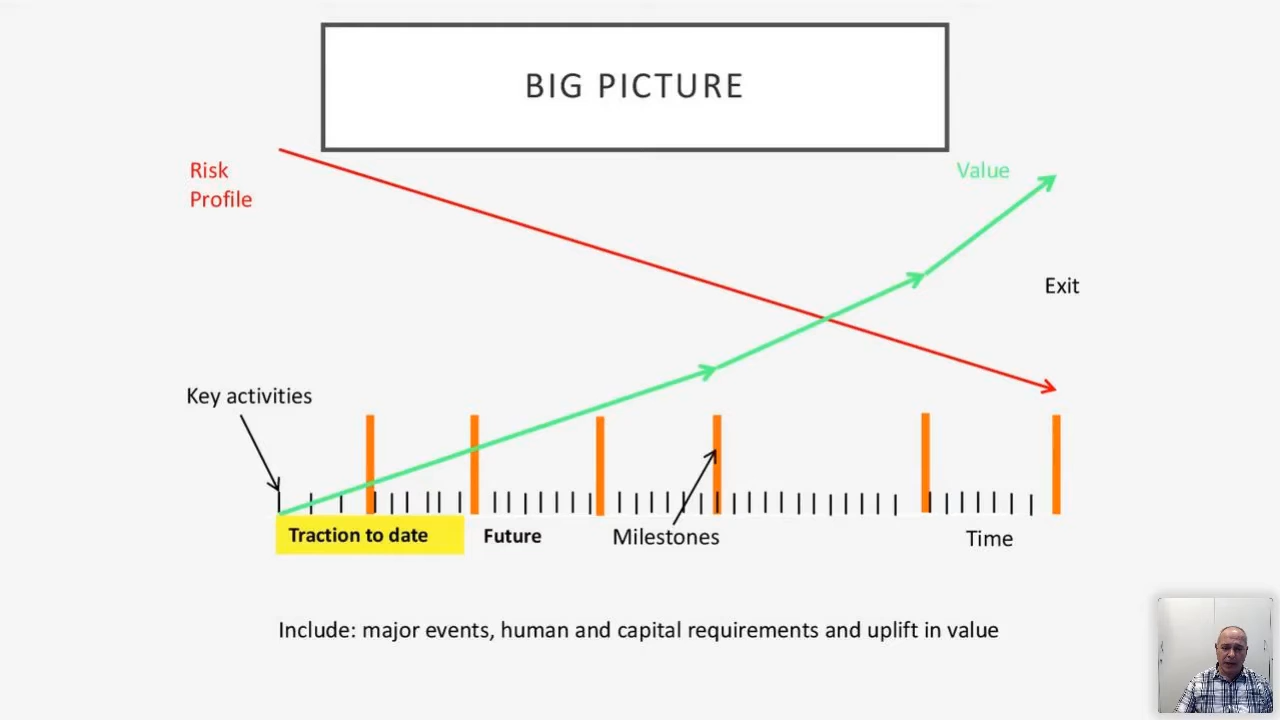 BIG PICTURE
Risk
Profile
Value
Exit
Key activities
Traction to date
Future
Milestones
Time
Include: major events, human and capital requirements and uplift in value